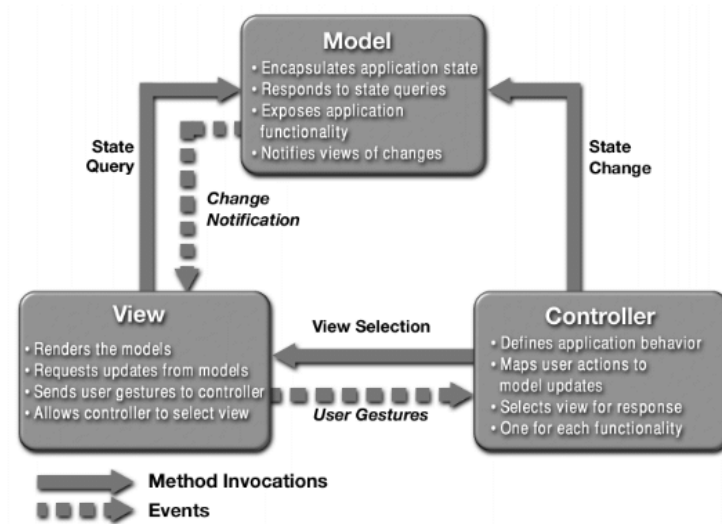 Model
• Encapsulates application state
• Responds to state queries
• Exposes application
functionality
• Notifies views of changes
State
Query
Change
Notification
State
Change
View
• Renders the models
• Requests updates from models
• Sends user gestures to controller
• Allows controller to select view
View Selection
User Gestures
Controller
• Defines application behavior
• Maps user actions to
model updates
• Selects view for response
• One for each functionality
Method Invocations
Events